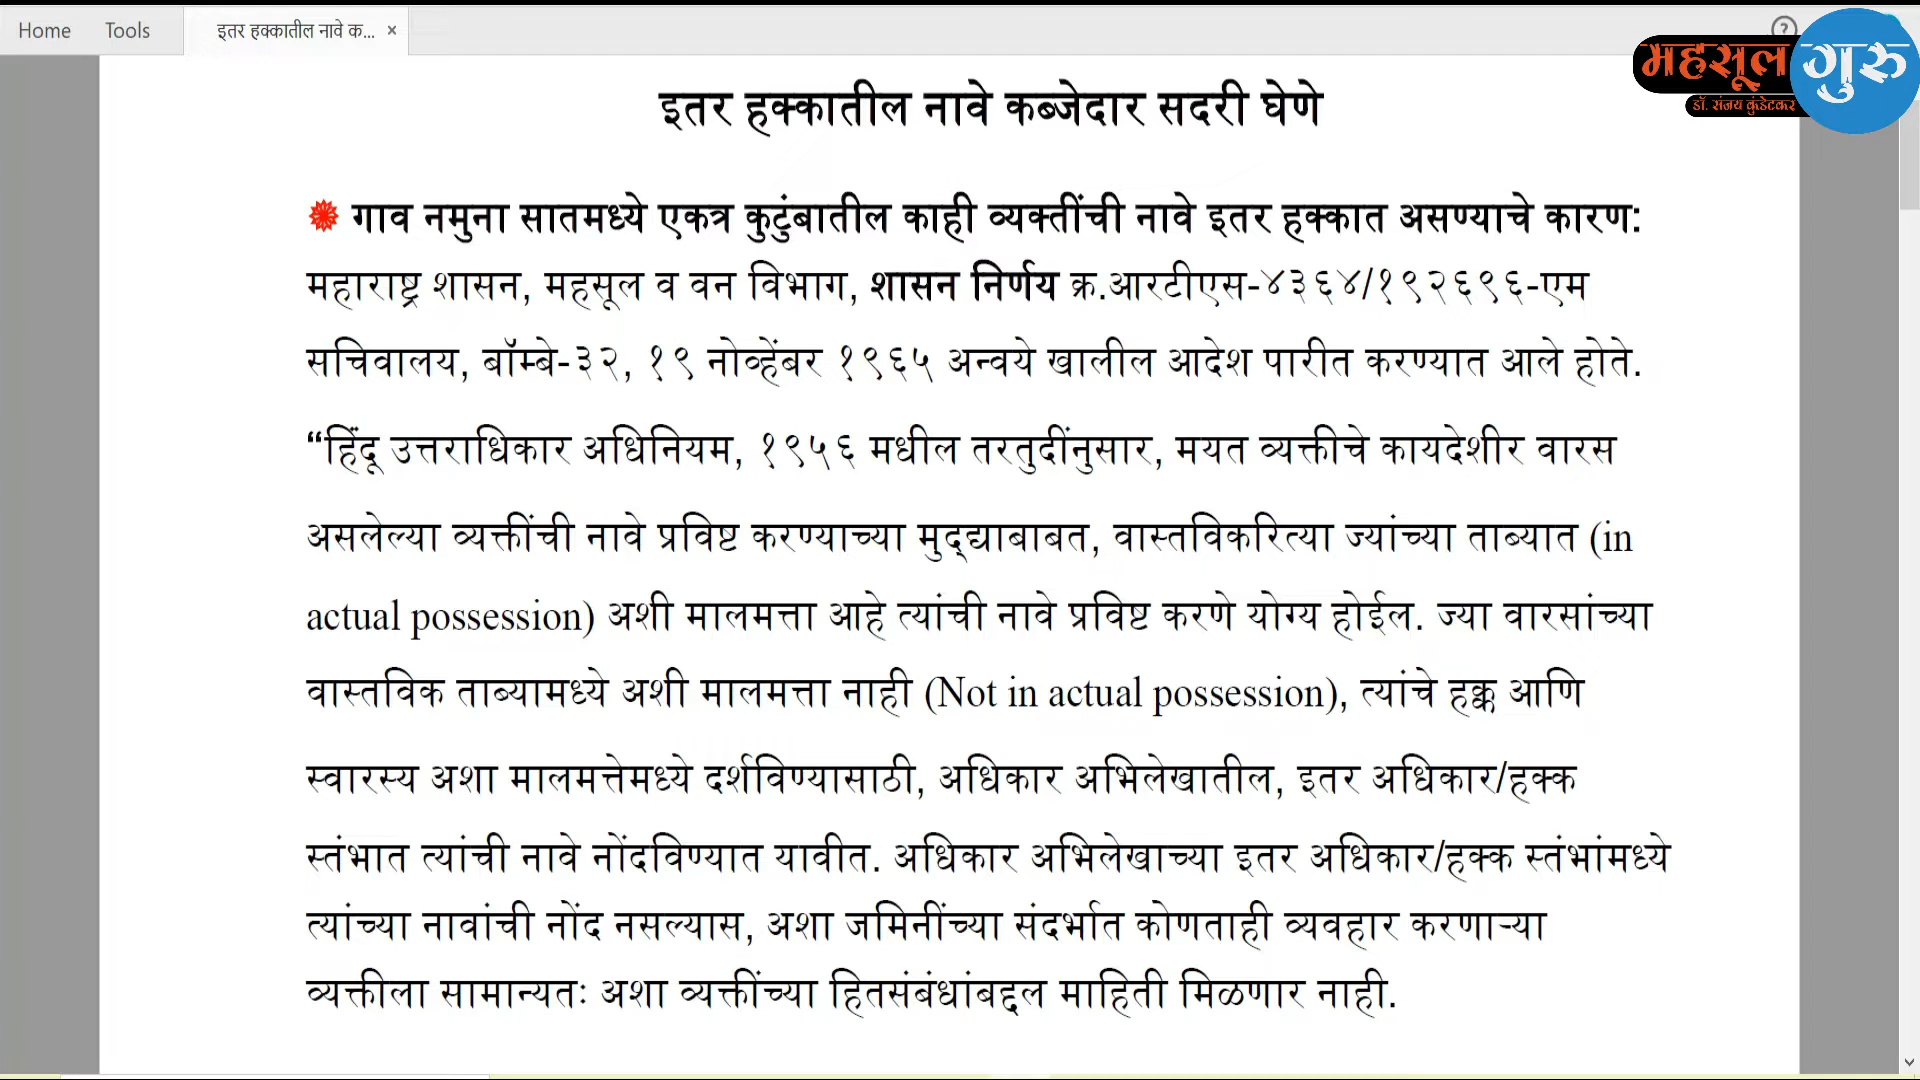 Home
Tools
इतर हक्कातील नावे क...
×
?
महसूल गुरु
डॉ. संजय कुंडेटकर
इतर हक्कातील नावे कब्जेदार सदरी घेणे
गाव नमुना सातमध्ये एकत्र कुटुंबातील काही व्यक्तींची नावे इतर हक्कात असण्याचे कारण:
महाराष्ट्र शासन, महसूल व वन विभाग, शासन निर्णय क्र.आरटीएस-४३६४/१९२६९६-एम
सचिवालय, बॉम्बे-३२, १९ नोव्हेंबर १९६५ अन्वये खालील आदेश पारीत करण्यात आले होते.
“हिंदू उत्तराधिकार अधिनियम, १९५६ मधील तरतुदींनुसार, मयत व्यक्तीचे कायदेशीर वारस
असलेल्या व्यक्तींची नावे प्रविष्ट करण्याच्या मुद्द्याबाबत, वास्तविकरित्या ज्यांच्या ताब्यात (in
actual possession) अशी मालमत्ता आहे त्यांची नावे प्रविष्ट करणे योग्य होईल. ज्या वारसांच्या
वास्तविक ताब्यामध्ये अशी मालमत्ता नाही (Not in actual possession), त्यांचे हक्क आणि
स्वारस्य अशा मालमत्तेमध्ये दर्शविण्यासाठी, अधिकार अभिलेखातील, इतर अधिकार/हक्क
स्तंभात त्यांची नावे नोंदविण्यात यावीत. अधिकार अभिलेखाच्या इतर अधिकार/हक्क स्तंभांमध्ये
त्यांच्या नावांची नोंद नसल्यास, अशा जमिनींच्या संदर्भात कोणताही व्यवहार करणाऱ्या
व्यक्तीला सामान्यतः अशा व्यक्तींच्या हितसंबंधांबद्दल माहिती मिळणार नाही.